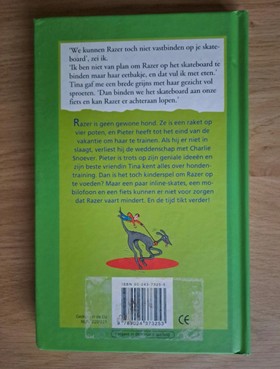 'We kunnen Razer toch niet vastbinden op je skate-
board', zei ik.
'Ik ben niet van plan om Razer op het skateboard te
binden maar haar eetbakje, en dat vul ik met eten.'
Tina gaf me een brede grijns met haar gezicht vol
sproeten. 'Dan binden we het skateboard aan onze
fiets en kan Razer er achteraan lopen.'
Razer is geen gewone hond. Ze is een raket op
vier poten, en Pieter heeft tot het eind van de
vakantie om haar te trainen. Als hij er niet in
slaagt, verliest hij de weddenschap met Charlie
Snoever. Pieter is trots op zijn geniale ideeën en
zijn beste vriendin Tina kent alles over honden-
training. Dan is het toch kinderspel om Razer op
te voeden? Maar een paar inline-skates, een mo-
bilofoon en een fiets kunnen er niet voor zorgen
dat Razer vaart mindert. En de tijd tikt verder!
ISBN
CE